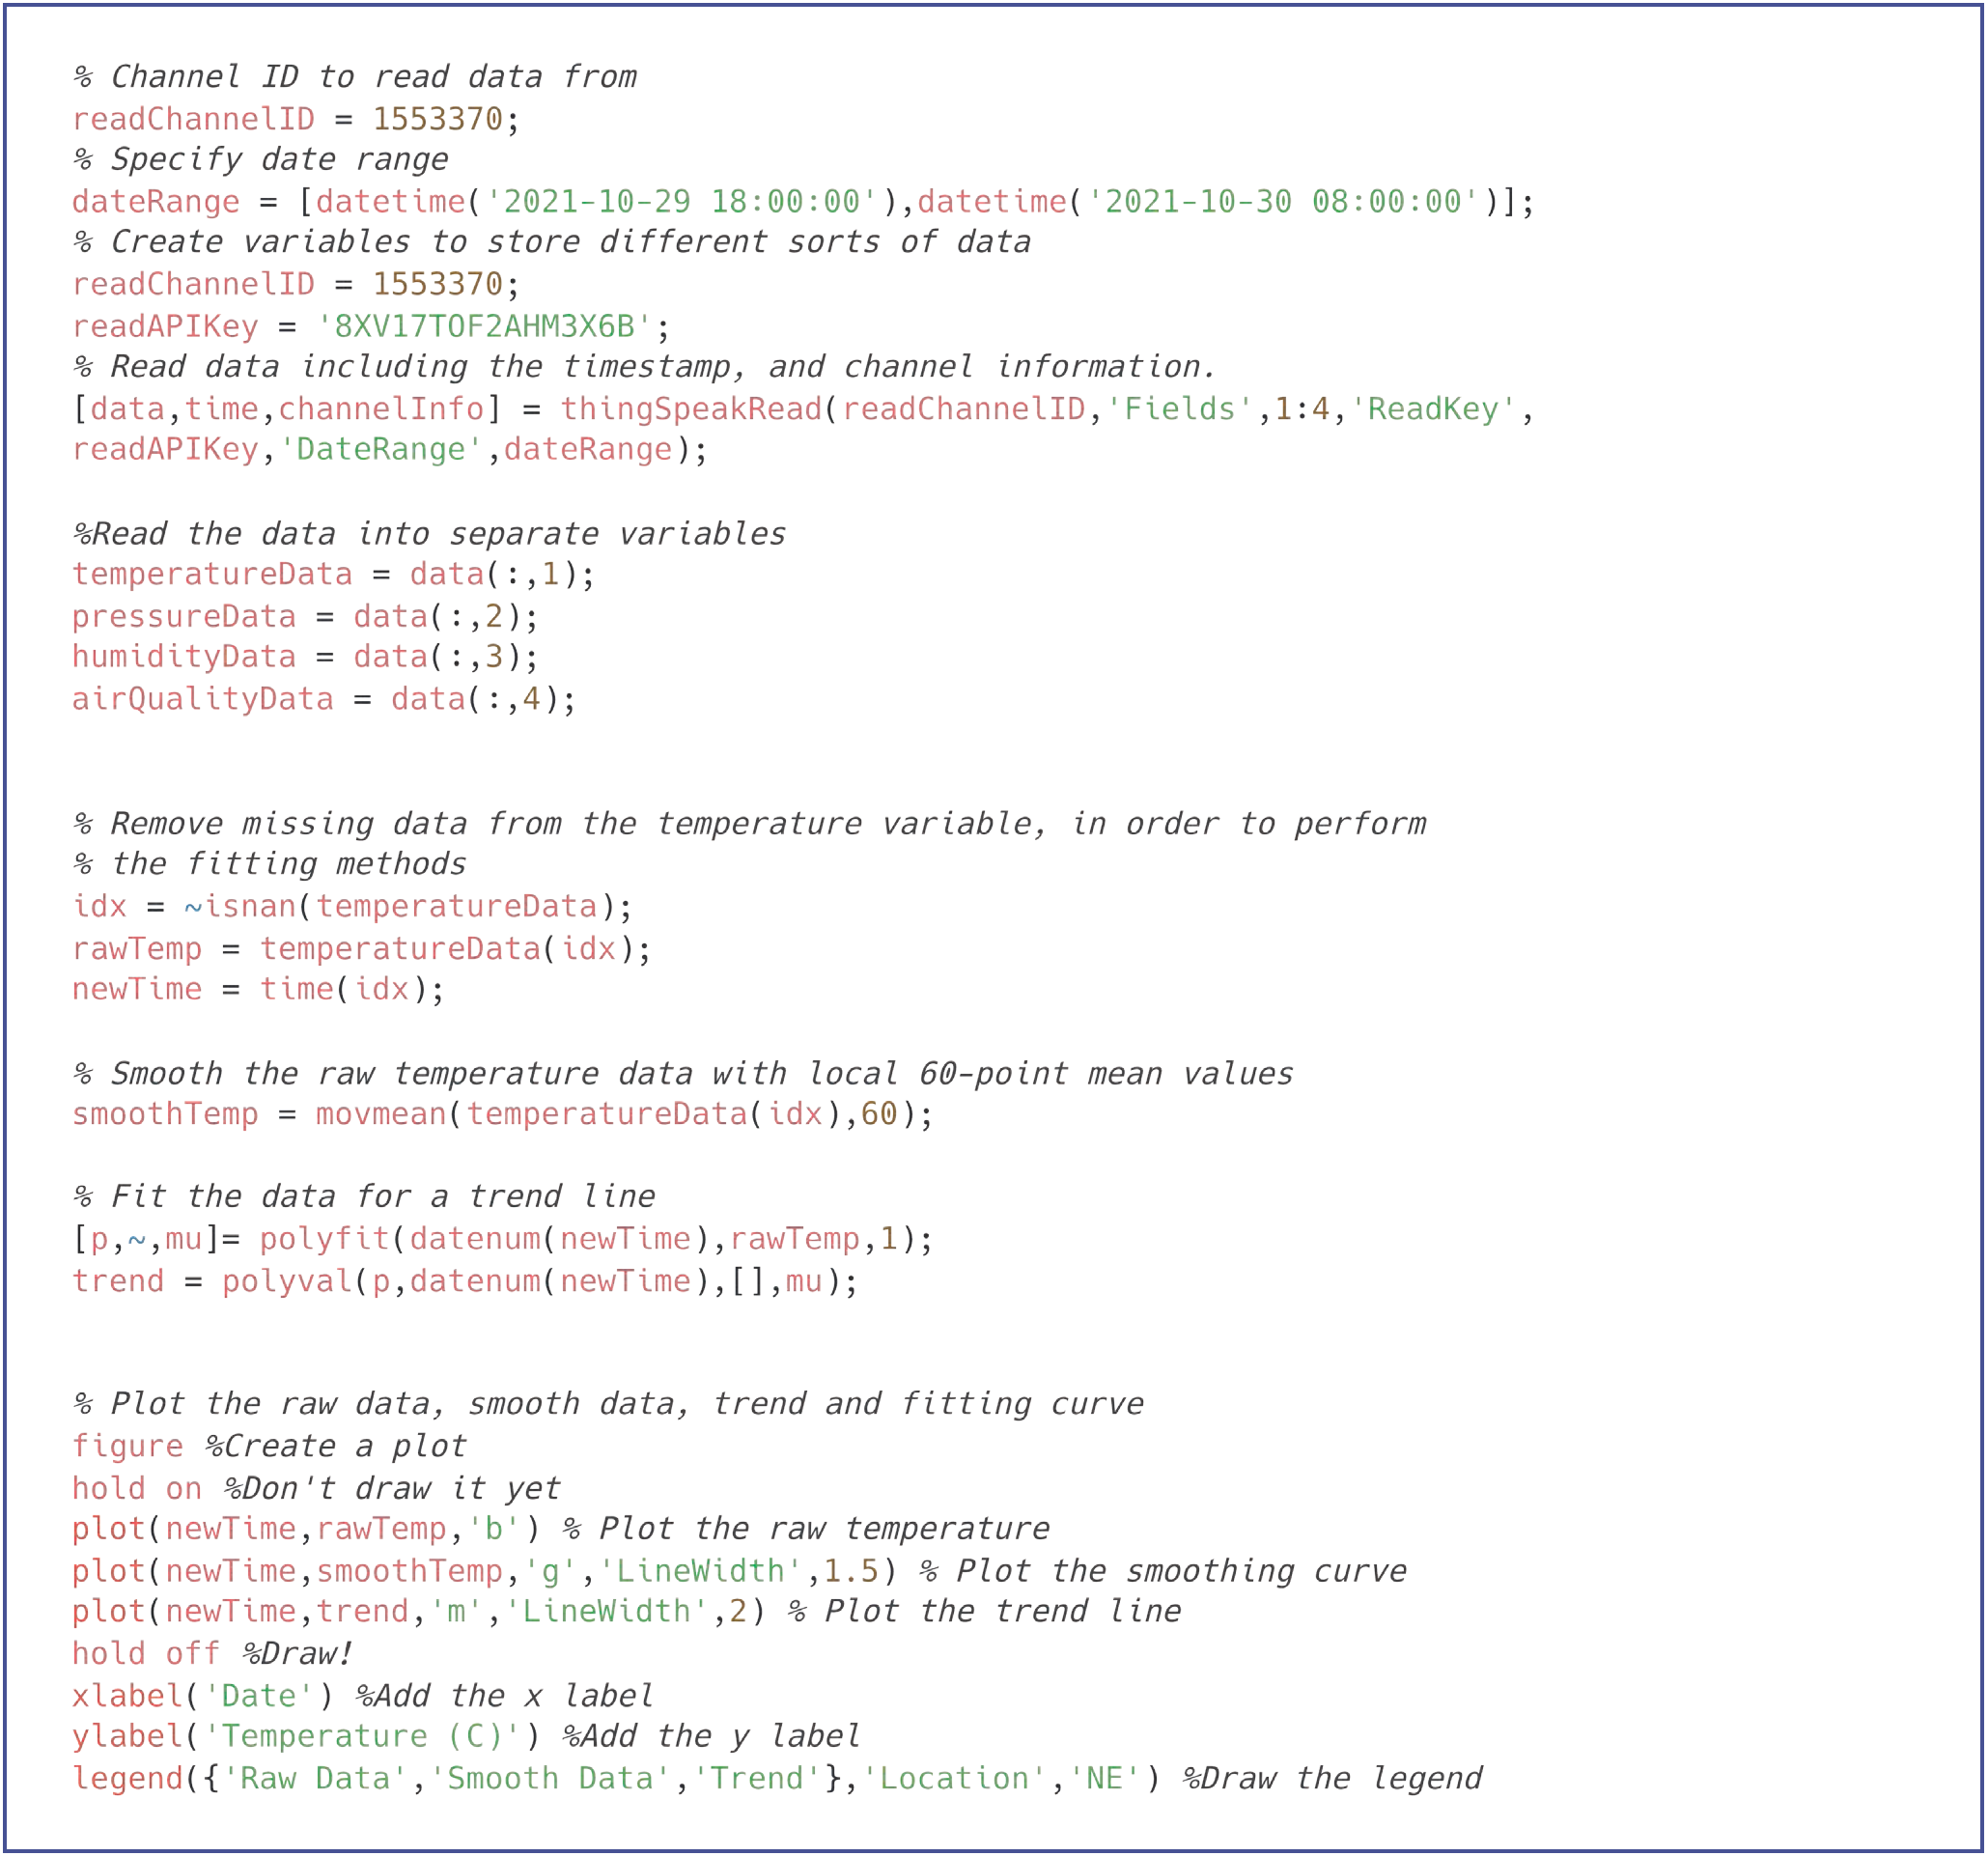 % Channel ID to read data from
readChannelID = 1553370;
% Specify date range
dateRange = [datetime('2021-10-29 18:00:00'),datetime('2021-10-30 08:00:00')];
% Create variables to store different sorts of data
readChannelID = 1553370;
readAPIKey = '8XV17TOF2AHM3X6B';
% Read data including the timestamp, and channel information.
[data,time,channelInfo] = thingSpeakRead(readChannelID,'Fields',1:4,'ReadKey',
readAPIKey,'DateRange',dateRange);
%Read the data into separate variables
temperatureData = data(:,1);
pressureData = data(:,2);
humidityData = data(:,3);
airQualityData = data(:,4);
% Remove missing data from the temperature variable, in order to perform
% the fitting methods
idx = ~isnan(temperatureData);
rawTemp = temperatureData(idx);
newTime = time(idx);
% Smooth the raw temperature data with local 60-point mean values
smoothTemp = movmean(temperatureData(idx),60);
% Fit the data for a trend line
[p,~,mu]= polyfit(datenum(newTime),rawTemp,1);
trend = polyval(p,datenum(newTime),[],mu);
% Plot the raw data, smooth data, trend and fitting curve
figure %Create a plot
hold on %Don't draw it yet
plot(newTime,rawTemp,'b') % Plot the raw temperature
plot(newTime,smoothTemp,'g','LineWidth',1.5) % Plot the smoothing curve
plot(newTime,trend,'m','LineWidth',2) % Plot the trend line
hold off %Draw!
xlabel('Date') %Add the x label
ylabel('Temperature (C)') %Add the y label
legend({'Raw Data','Smooth Data','Trend'},'Location','NE') %Draw the legend